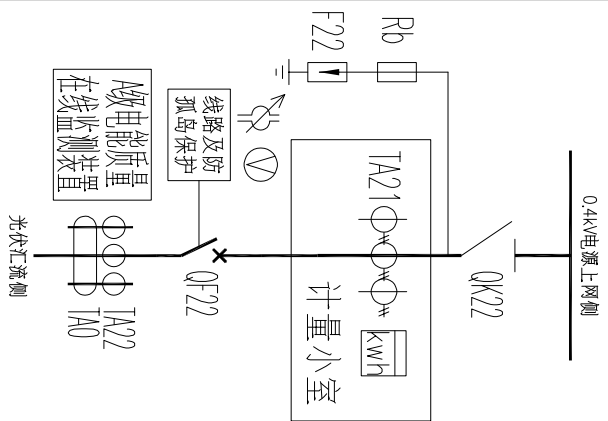 F22
Rb
A级电能质量
在线监测装置
线路及防
孤岛保护
V
TA21
kwh
计量小室
QK22
QF22
TA22
TA0
光伏汇流侧
0.4kV电源上网侧